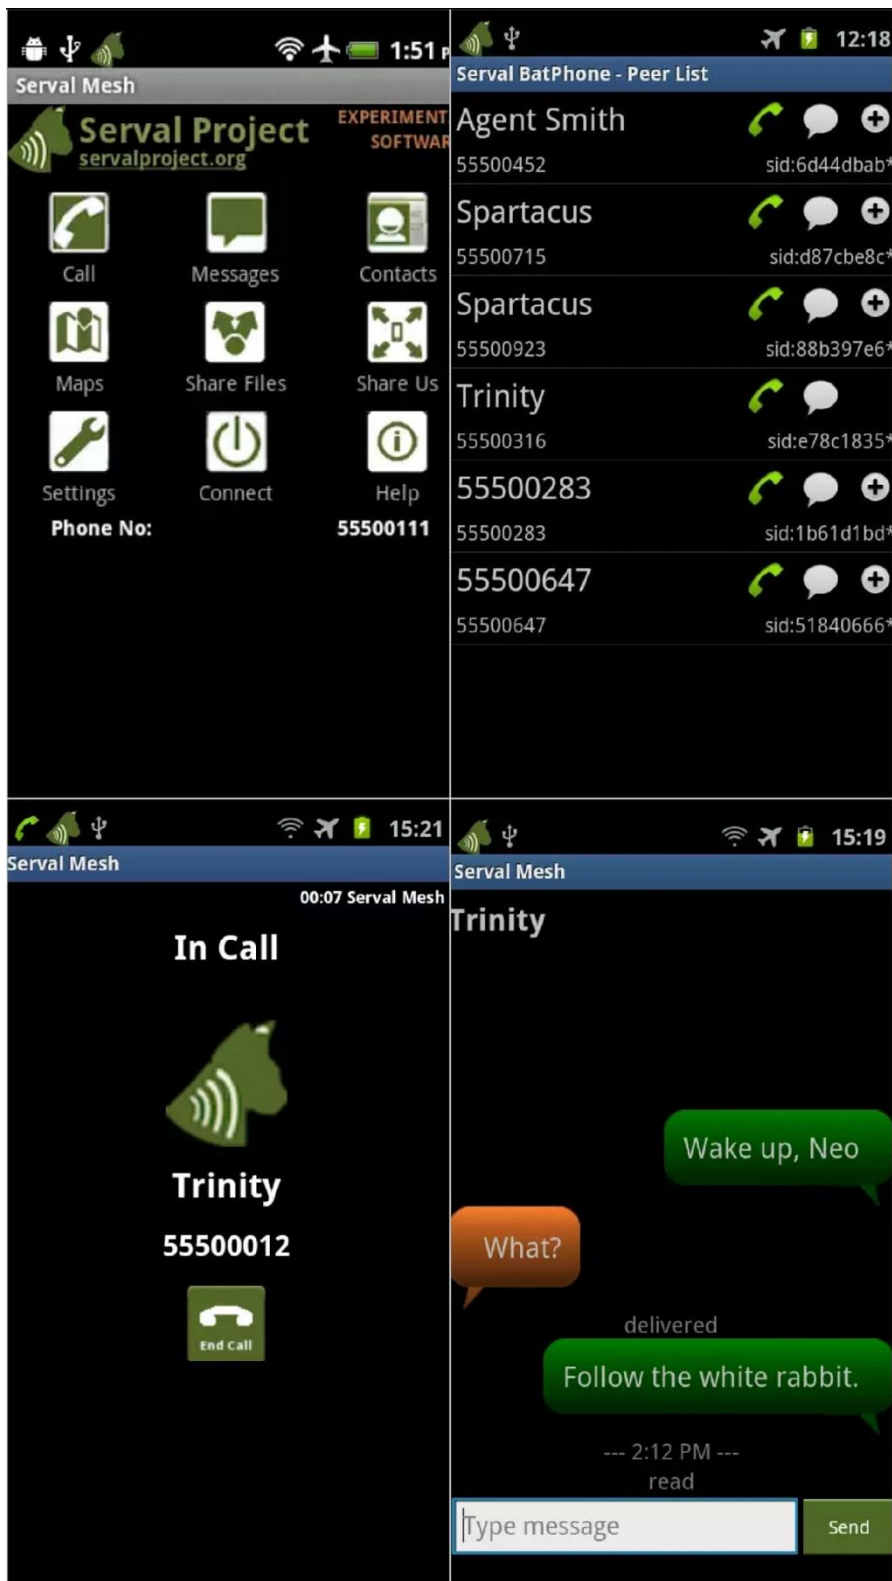 1:51 P
Serval Mesh
Serval Project
servalproject.org
EXPERIMENT
SOFTWAR
Call
Messages
Contacts
Maps
Share Files
Share Us
Settings
Connect
Help
Phone No: 55500111
12:18
Serval BatPhone - Peer List
Agent Smith
55500452 sid:6d44dbab*
Spartacus
55500715 sid:d87cbe8c*
Spartacus
55500923 sid:88b397e6*
Trinity
55500316 sid:e78c1835*
55500283
55500283 sid:1b61d1bd*
55500647
55500647 sid:51840666*
15:21
Serval Mesh
00:07 Serval Mesh
In Call
Trinity
55500012
End Call
15:19
Serval Mesh
Trinity
Wake up, Neo
What?
delivered
Follow the white rabbit.
--- 2:12 PM ---
read
Type message
Send